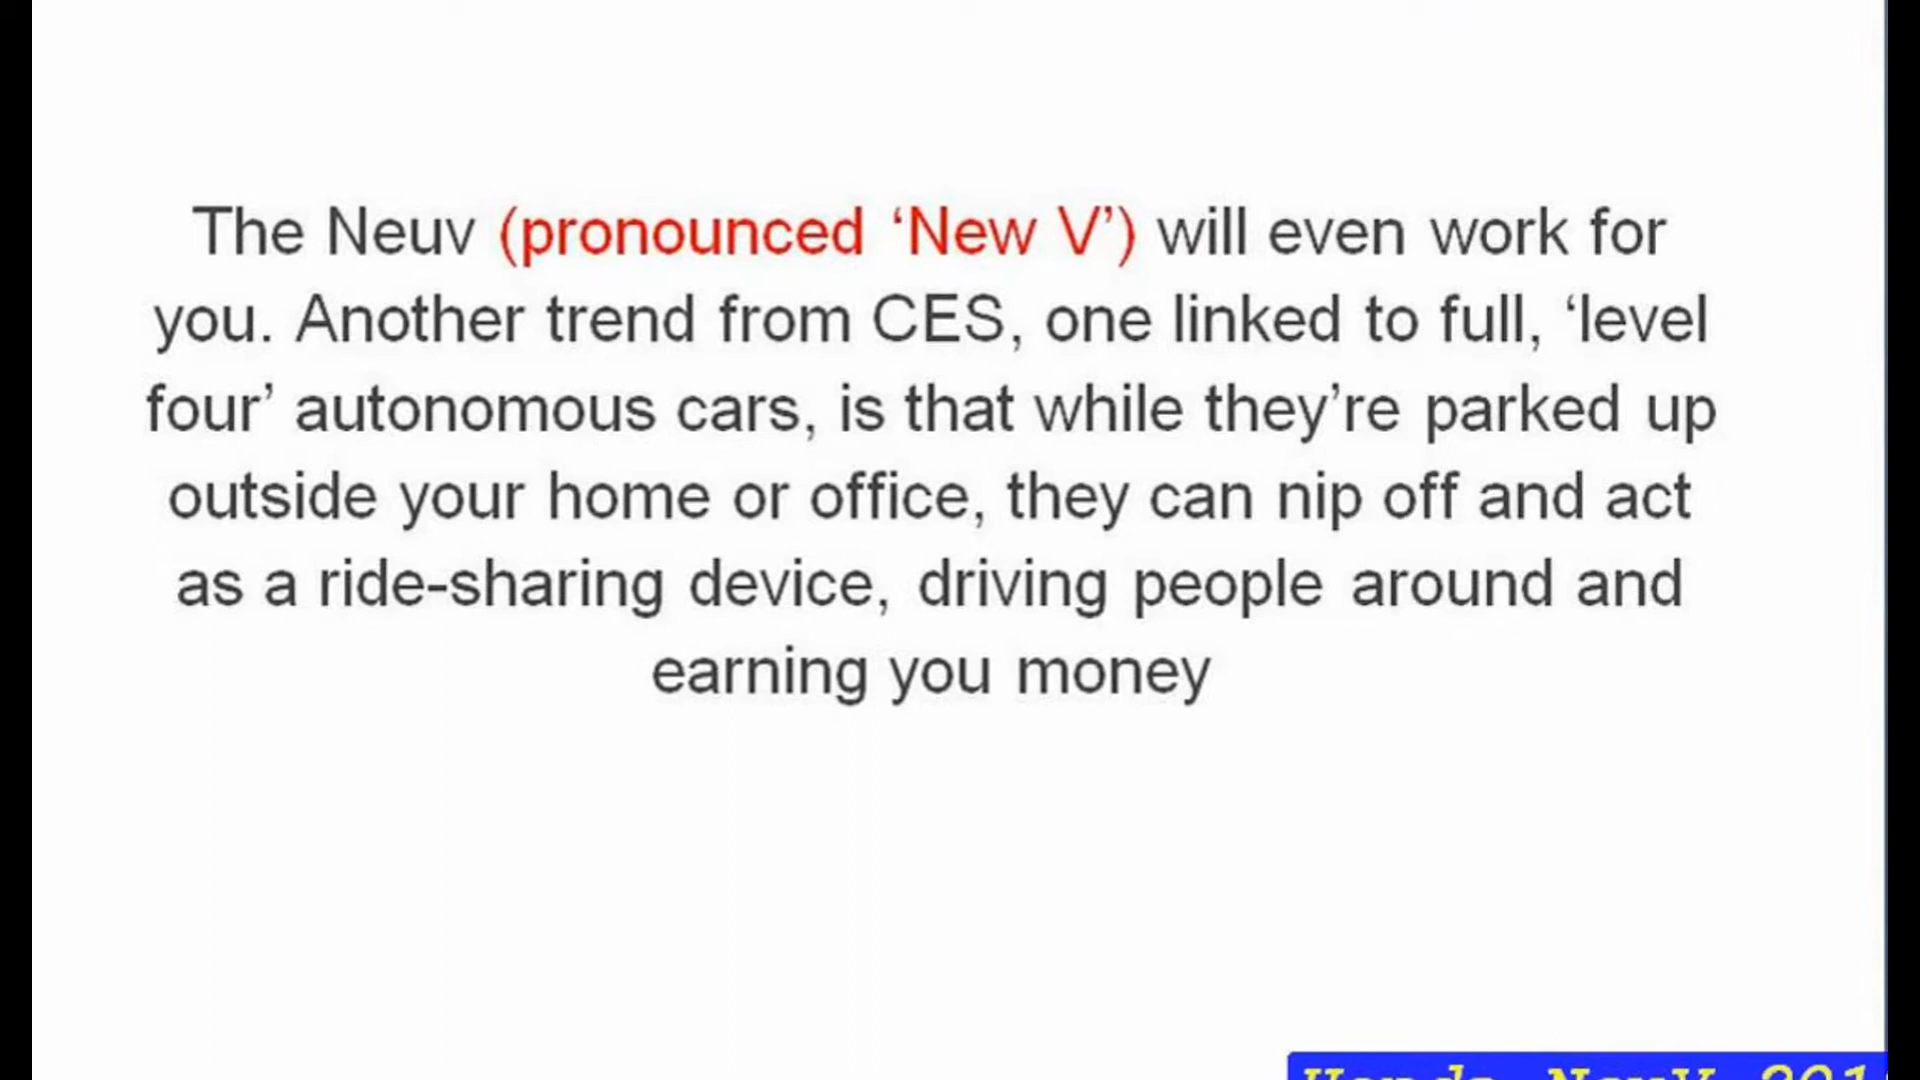 The Neuv (pronounced ‘New V’) will even work for
you. Another trend from CES, one linked to full, ‘level
four’ autonomous cars, is that while they’re parked up
outside your home or office, they can nip off and act
as a ride-sharing device, driving people around and
earning you money